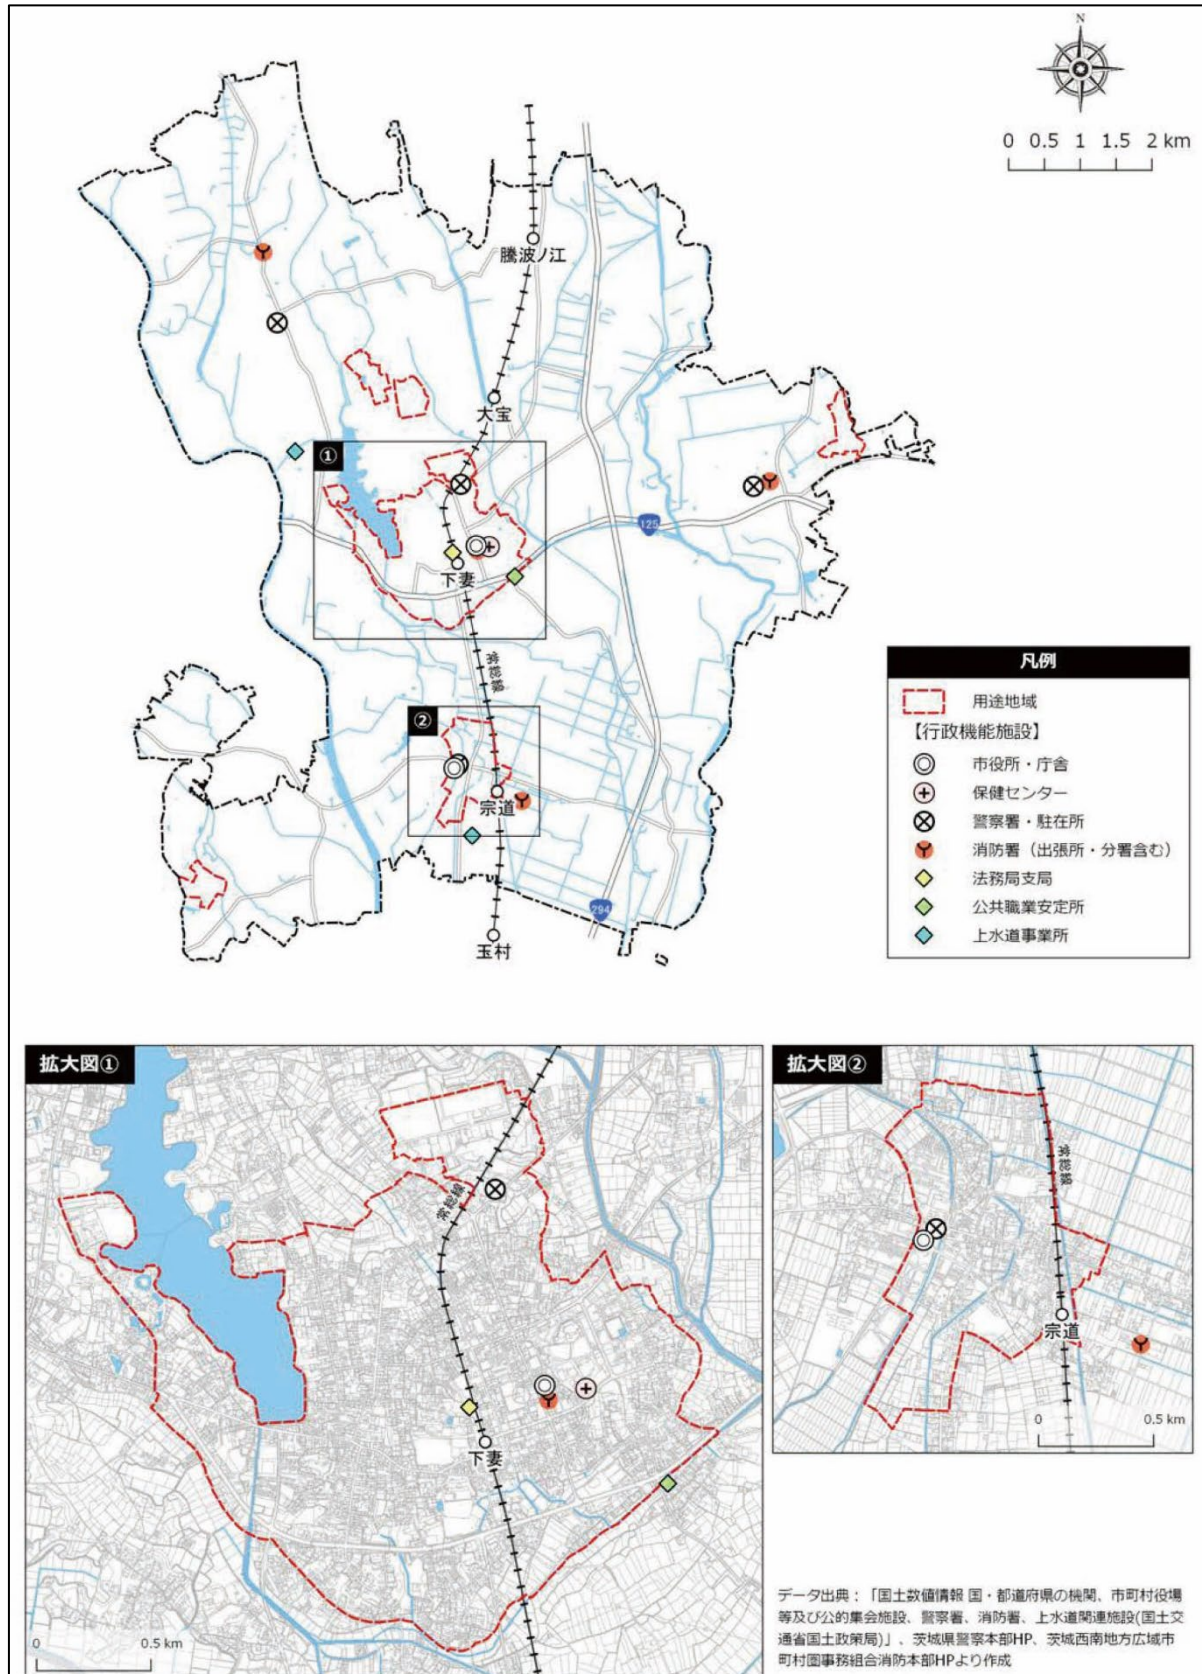 N
0 0.5 1 1.5 2 km
騰波ノ江
大宝
①
125
下妻
常総線
②
宗道
294
玉村
凡例
用途地域
【行政機能施設】
市役所・庁舎
保健センター
警察署・駐在所
消防署（出張所・分署含む）
法務局支局
公共職業安定所
上水道事業所
拡大図①
常総線
下妻
0 0.5 km
拡大図②
常総線
宗道
0 0.5 km
データ出典：「国土数値情報 国・都道府県の機関、市町村役場
等及び公的集会施設、警察署、消防署、上水道関連施設(国土交
通省国土政策局)」、茨城県警察本部HP、茨城西南地方広域市
町村圏事務組合消防本部HPより作成